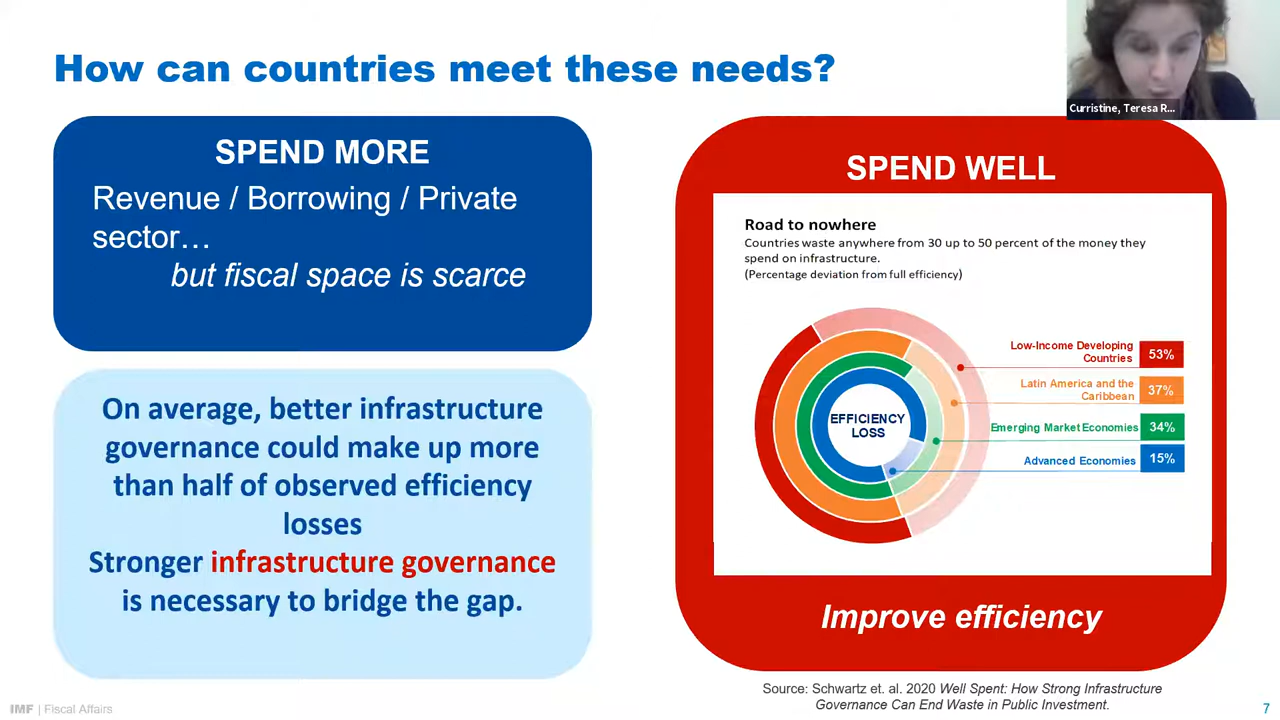 How can countries meet these needs?
Curristine, Teresa R...
SPEND MORE
Revenue / Borrowing / Private
sector…
but fiscal space is scarce
On average, better infrastructure
governance could make up more
than half of observed efficiency
losses
Stronger infrastructure governance
is necessary to bridge the gap.
SPEND WELL
Road to nowhere
Countries waste anywhere from 30 up to 50 percent of the money they
spend on infrastructure.
(Percentage deviation from full efficiency)
EFFICIENCY
LOSS
Low-Income Developing
Countries
53%
Latin America and the
Caribbean
37%
Emerging Market Economies
34%
Advanced Economies
15%
Improve efficiency
Source: Schwartz et. al. 2020 Well Spent: How Strong Infrastructure
Governance Can End Waste in Public Investment.
IMF | Fiscal Affairs
7